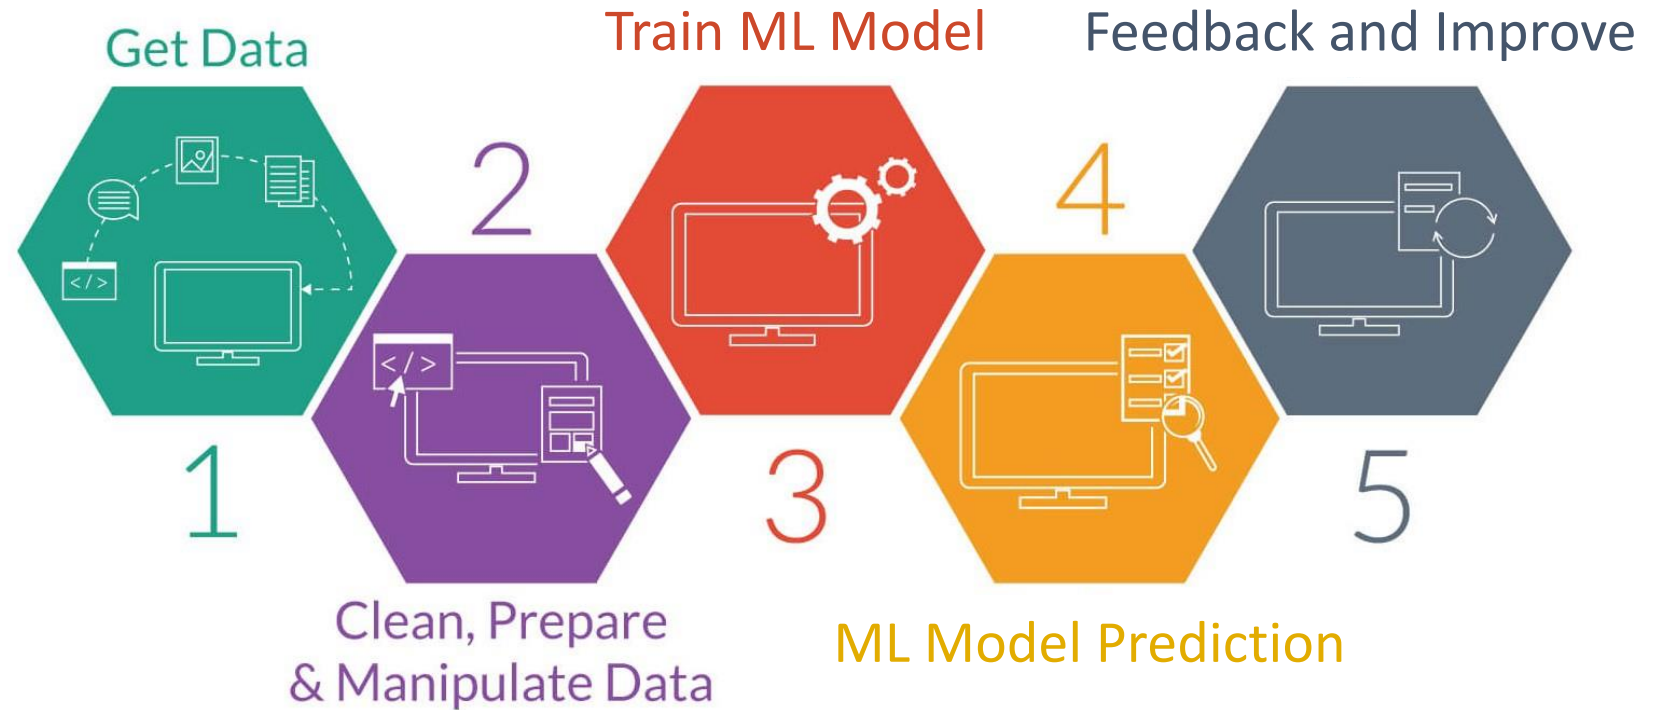 Get Data
1
2
Clean, Prepare
& Manipulate Data
Train ML Model
3
4
ML Model Prediction
Feedback and Improve
5
</>
</>